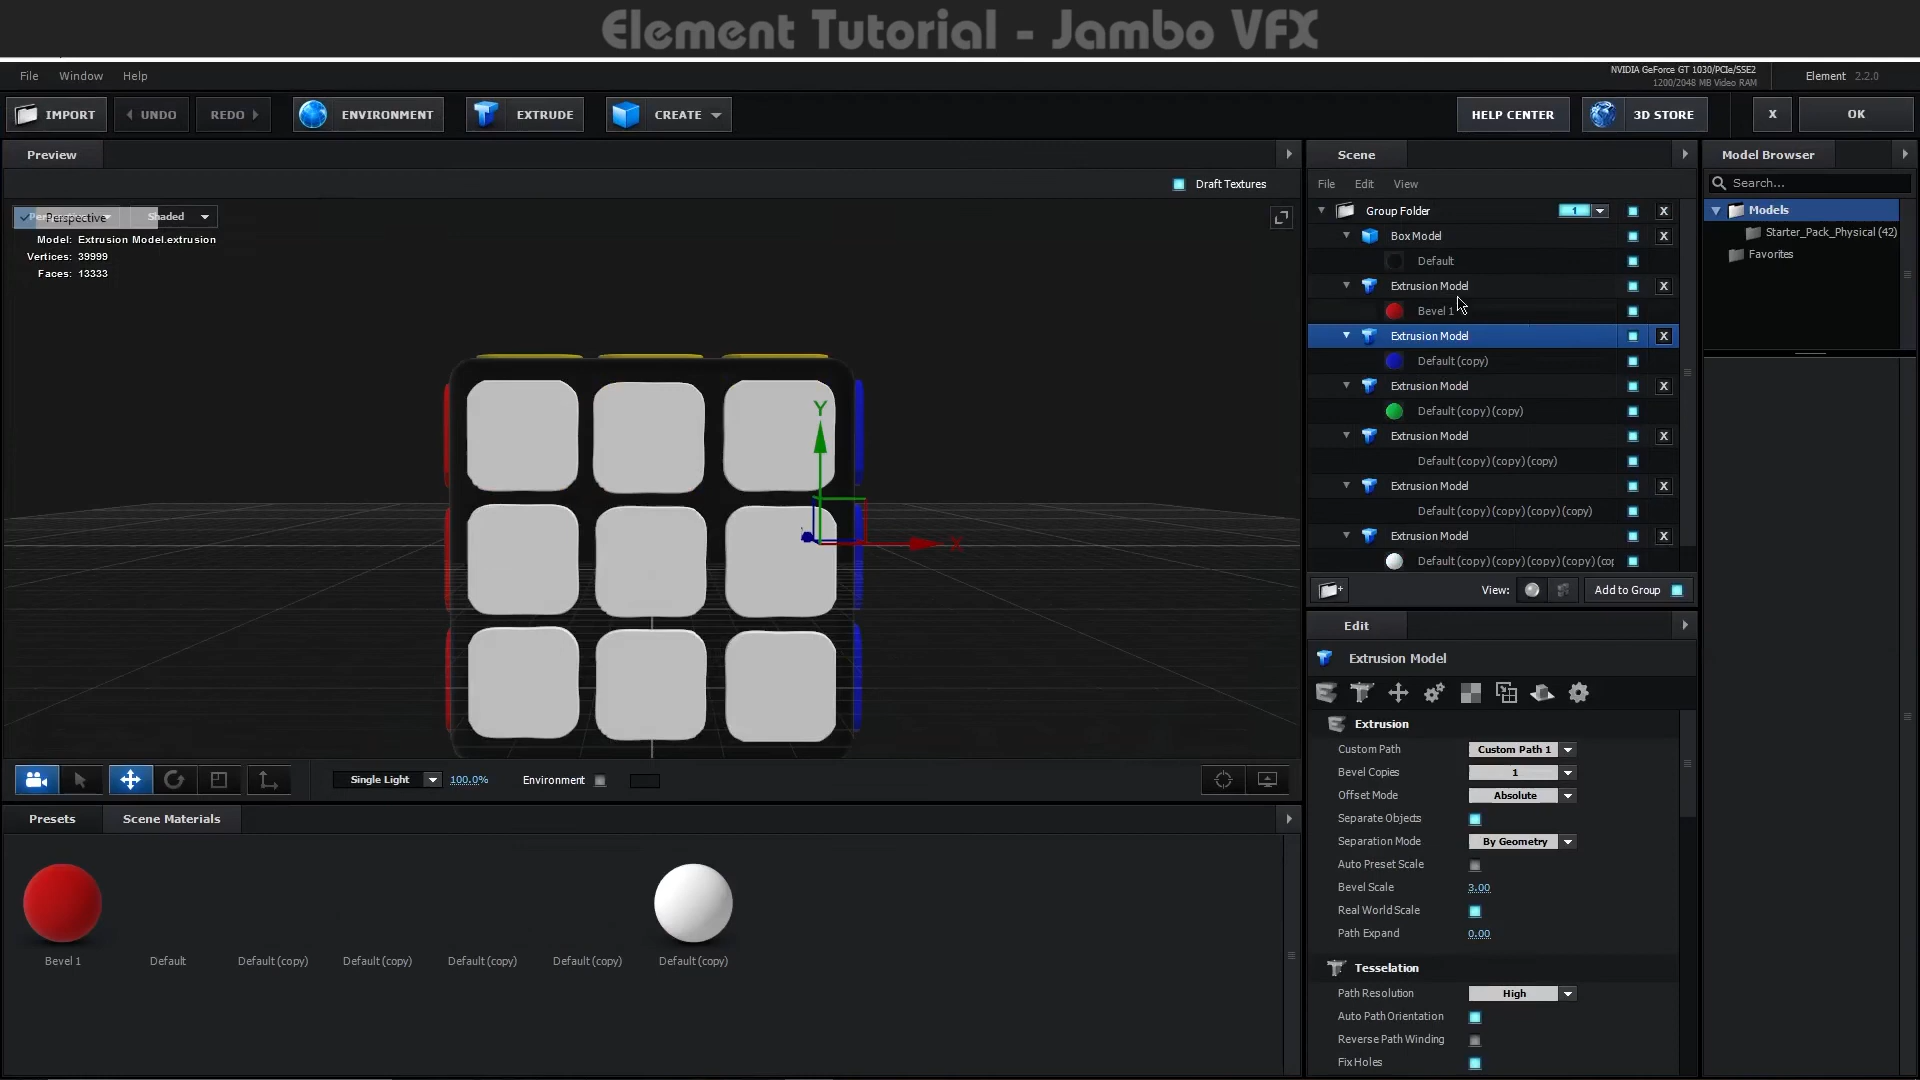 Element Tutorial - Jambo VFX
File Window Help
NVIDIA GeForce GT 1030/PCIe/SSE2
1200/2048 MB Video RAM
Element 2.2.0
IMPORT UNDO REDO ENVIRONMENT EXTRUDE CREATE HELP CENTER 3D STORE X OK
Preview
Draft Textures
Perspective Shaded
Model: Extrusion Model.extrusion
Vertices: 39999
Faces: 13333
Y
X
Single Light 100.0% Environment
Presets Scene Materials
Bevel 1 Default Default (copy) Default (copy) Default (copy) Default (copy) Default (copy)
Scene
File Edit View
Group Folder 1 X
Box Model X
Default
Extrusion Model X
Bevel 1
Extrusion Model X
Default (copy)
Extrusion Model X
Default (copy) (copy)
Extrusion Model X
Default (copy) (copy) (copy)
Extrusion Model X
Default (copy) (copy) (copy) (copy)
Extrusion Model X
Default (copy) (copy) (copy) (copy) (cop
View: Add to Group
Edit
Extrusion Model
Extrusion
Custom Path Custom Path 1
Bevel Copies 1
Offset Mode Absolute
Separate Objects
Separation Mode By Geometry
Auto Preset Scale
Bevel Scale 3.00
Real World Scale
Path Expand 0.00
Tesselation
Path Resolution High
Auto Path Orientation
Reverse Path Winding
Fix Holes
Model Browser
Search...
Models
Starter_Pack_Physical (42)
Favorites